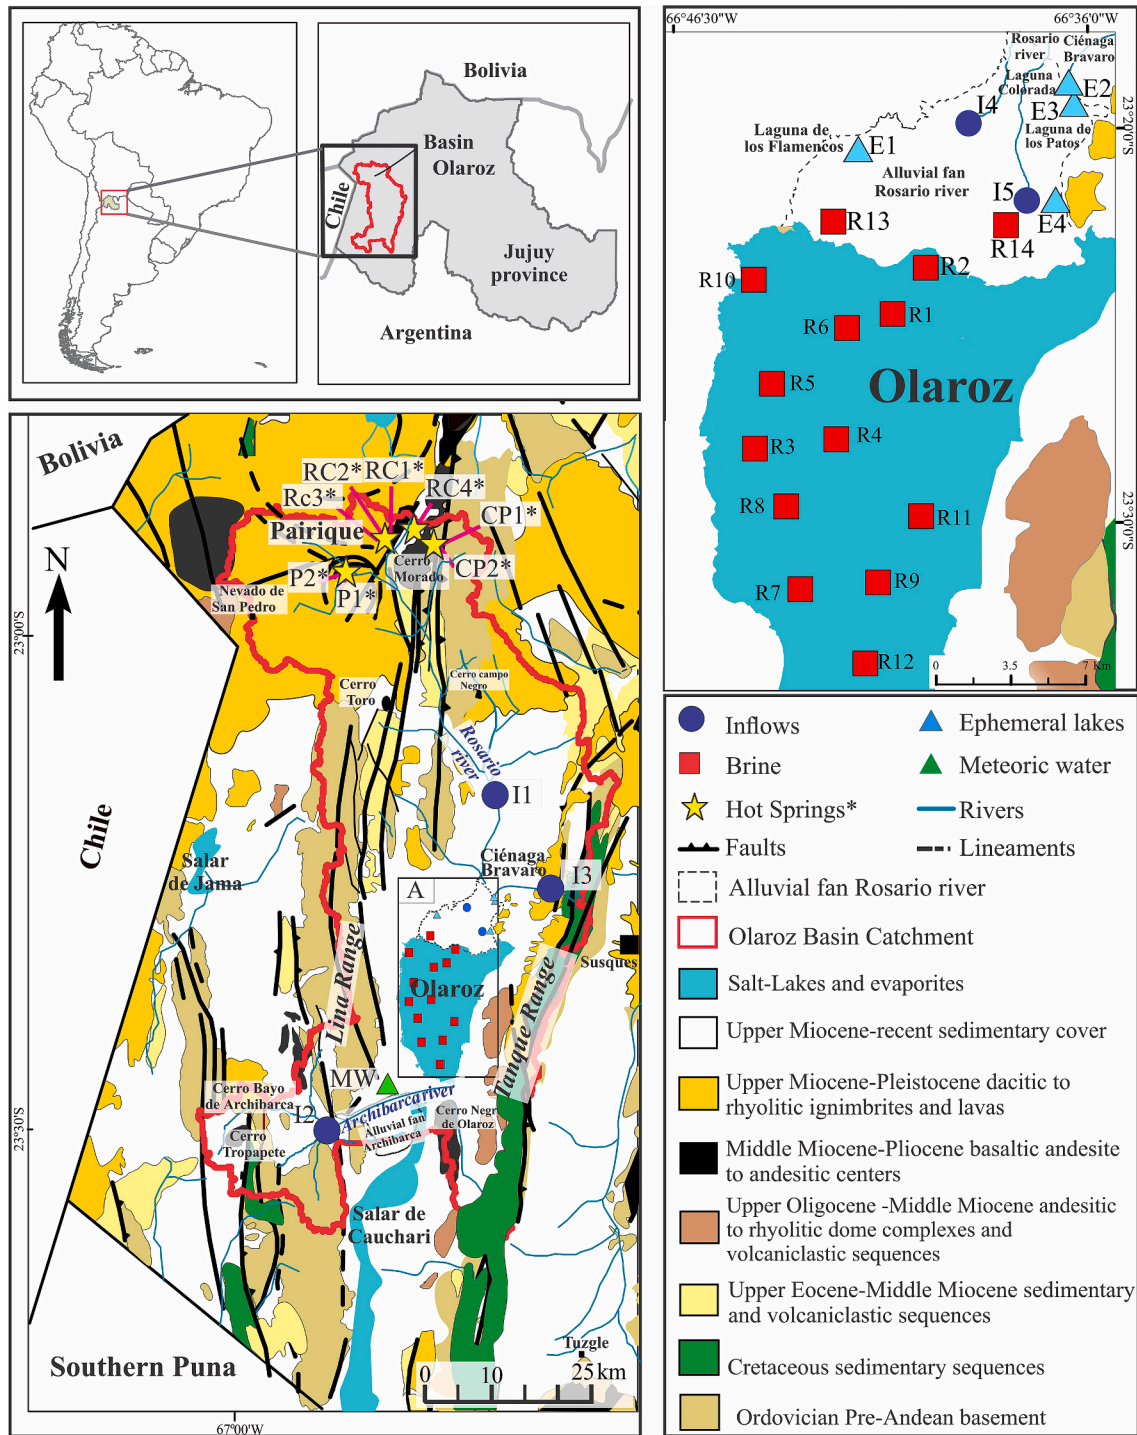 Bolivia
Basin
Olaroz
Chile
Jujuy
province
Argentina
66°46'30"W
66°36'0"W
Rosario
river
Ciénaga
Bravaro
Laguna
Colorada
E2
E3
I4
Laguna de
los Patos
23°20'0"S
Laguna de
los Flamencos
E1
Alluvial fan
Rosario river
I5
E4
R13
R14
R2
R10
R1
R6
R5
Olaroz
R4
R3
R8
R11
23°30'0"S
R7
R9
R12
0
3.5
7 Km
Bolivia
RC2*
RC1*
Rc3*
RC4*
CP1*
Pairique
N
Cerro
Morado
CP2*
P2*
P1*
Nevado de
San Pedro
23°00'S
Cerro campo
Negro
Cerro
Toro
Rosario
river
I1
Chile
Salar
de Jama
Ciénaga
Bravaro
I3
A
Lina Range
Susques
Olaroz
Tanque Range
MW
Cerro Bayo
de Archibarca
I2
Archibarca river
Cerro Negro
de Olaroz
Alluvial fan
Archibarca
23°30'S
Cerro
Tropapete
Salar de
Cauchari
Southern Puna
Tuzgle
0
10
25 km
67°00'W
Inflows
Ephemeral lakes
Brine
Meteoric water
Hot Springs*
Rivers
Faults
Lineaments
Alluvial fan Rosario river
Olaroz Basin Catchment
Salt-Lakes and evaporites
Upper Miocene-recent sedimentary cover
Upper Miocene-Pleistocene dacitic to
rhyolitic ignimbrites and lavas
Middle Miocene-Pliocene basaltic andesite
to andesitic centers
Upper Oligocene -Middle Miocene andesitic
to rhyolitic dome complexes and
volcaniclastic sequences
Upper Eocene-Middle Miocene sedimentary
and volcaniclastic sequences
Cretaceous sedimentary sequences
Ordovician Pre-Andean basement